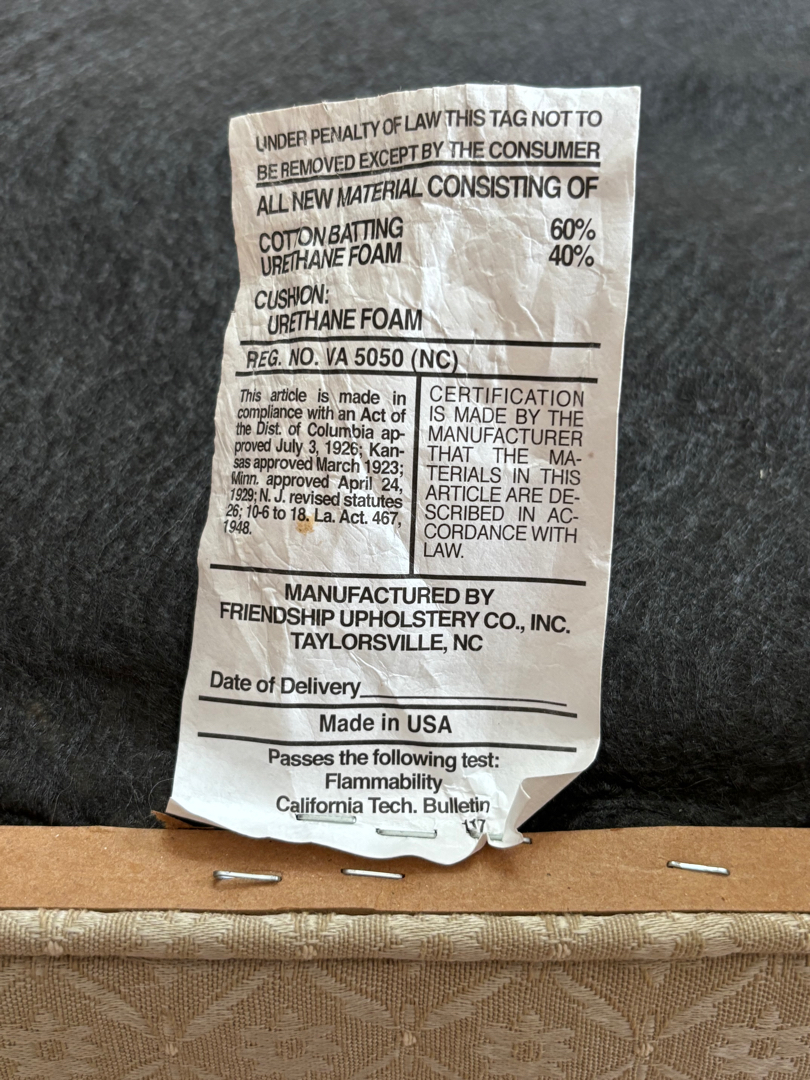 UNDER PENALTY OF LAW THIS TAG NOT TO
BE REMOVED EXCEPT BY THE CONSUMER
ALL NEW MATERIAL CONSISTING OF
COTTON BATTING 60%
URETHANE FOAM 40%
CUSHION:
URETHANE FOAM
REG. NO. VA 5050 (NC)
This article is made in
compliance with an Act of
the Dist. of Columbia ap-
proved July 3, 1926; Kan-
sas approved March 1923;
Minn. approved April 24,
1929; N. J. revised statutes
26; 10-6 to 18. La. Act. 467,
1948.
CERTIFICATION
IS MADE BY THE
MANUFACTURER
THAT THE MA-
TERIALS IN THIS
ARTICLE ARE DE-
SCRIBED IN AC-
CORDANCE WITH
LAW.
MANUFACTURED BY
FRIENDSHIP UPHOLSTERY CO., INC.
TAYLORSVILLE, NC
Date of Delivery
Made in USA
Passes the following test:
Flammability
California Tech. Bulletin
117